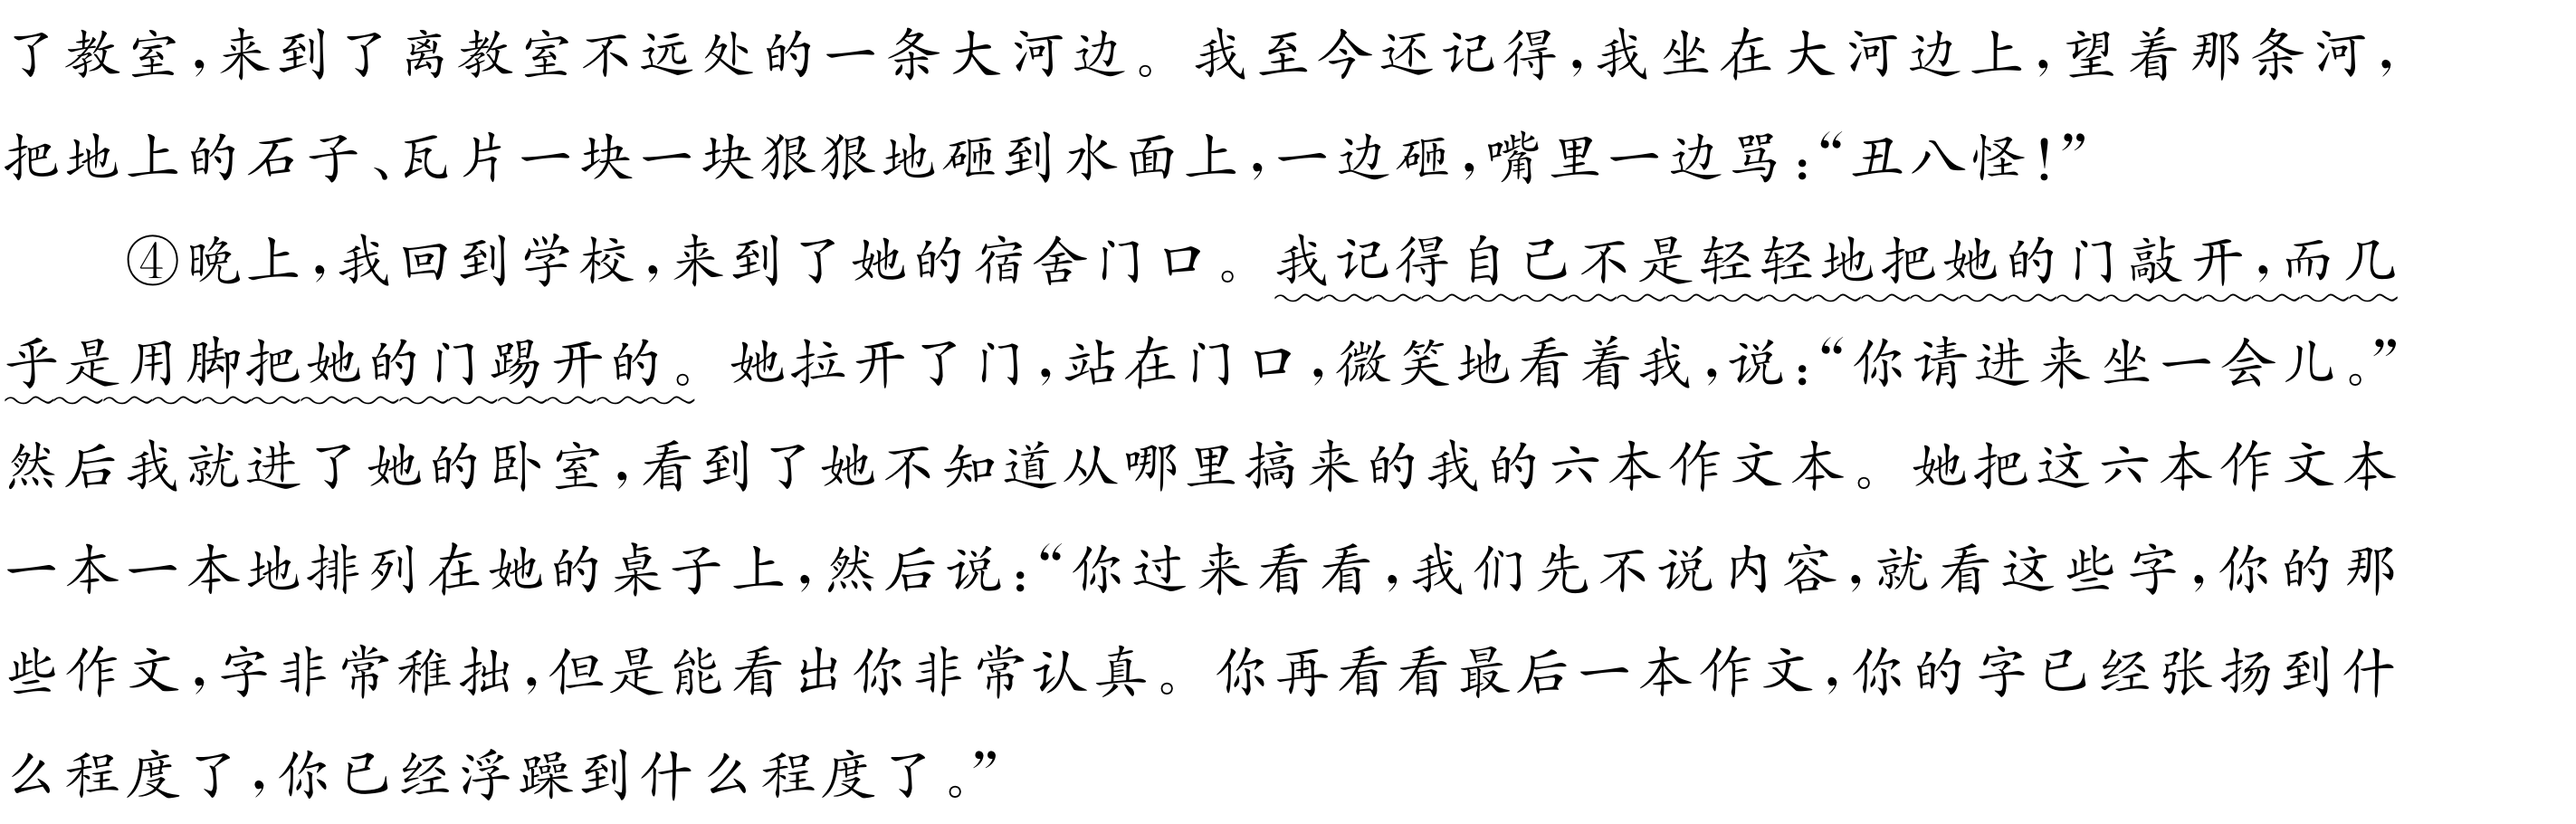 了教室,来到了离教室不远处的一条大河边。我至今还记得,我坐在大河边上,望着那条河,
把地上的石子、瓦片一块一块狠狠地砸到水面上,一边砸,嘴里一边骂:“丑八怪!”
④晚上,我回到学校,来到了她的宿舍门口。我记得自己不是轻轻地把她的门敲开,而几
乎是用脚把她的门踢开的。她拉开了门,站在门口,微笑地看着我,说:“你请进来坐一会儿。”
然后我就进了她的卧室,看到了她不知道从哪里搞来的我的六本作文本。她把这六本作文本
一本一本地排列在她的桌子上,然后说:“你过来看看,我们先不说内容,就看这些字,你的那
些作文,字非常稚拙,但是能看出你非常认真。你再看看最后一本作文,你的字已经张扬到什
么程度了,你已经浮躁到什么程度了。”